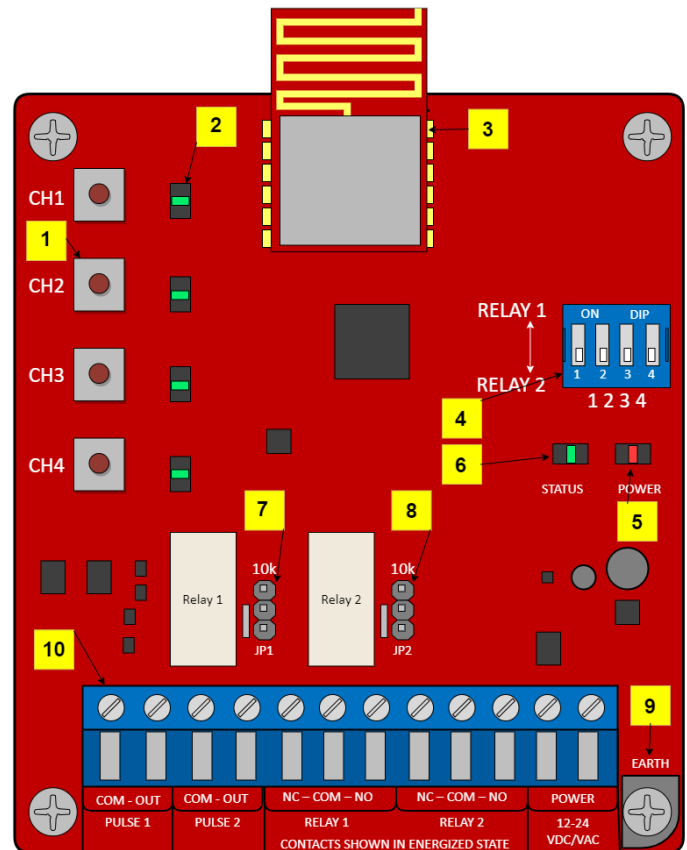 2
3
CH1
1
CH2
RELAY 1
ON DIP
1 2 3 4
CH3
RELAY 2
1 2 3 4
4
CH4
6
STATUS
POWER
5
7
8
10k
10k
Relay 1
Relay 2
JP1
JP2
10
9
EARTH
COM - OUT
COM - OUT
NC – COM – NO
NC – COM – NO
POWER
PULSE 1
PULSE 2
RELAY 1
RELAY 2
12-24
VDC/VAC
CONTACTS SHOWN IN ENERGIZED STATE